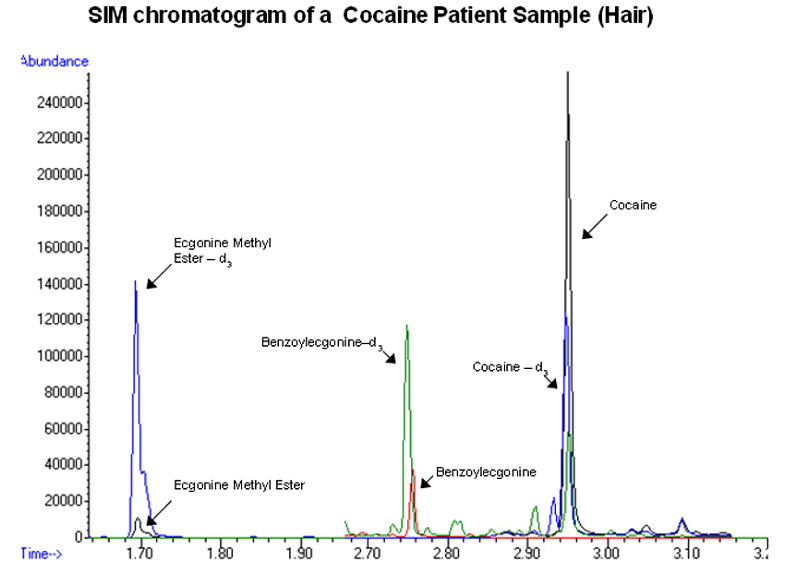 SIM chromatogram of a Cocaine Patient Sample (Hair)
Abundance
240000
220000
200000
180000
160000
140000
120000
100000
80000
60000
40000
20000
0
Ecgonine Methyl
Ester – d3
Ecgonine Methyl Ester
Benzoylecgonine–d3
Benzoylecgonine
Cocaine – d3
Cocaine
Time-->
1.70 1.80 1.90 2.70 2.80 2.90 3.00 3.10 3.2